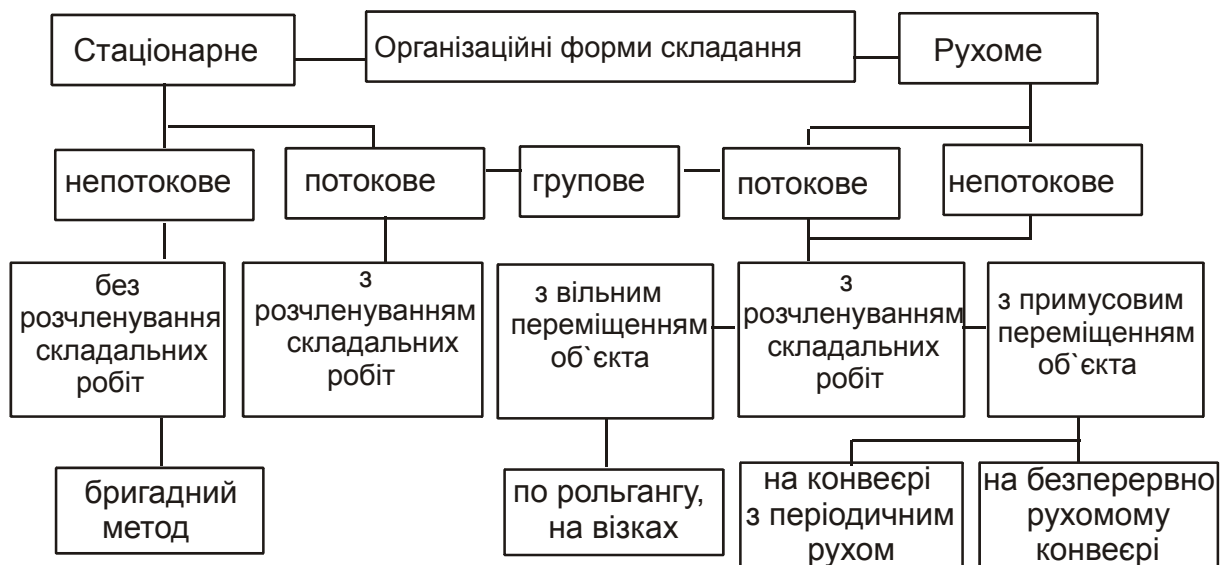 Стаціонарне
Організаційні форми складання
Рухоме
непотокове
потокове
групове
потокове
непотокове
без
розчленування
складальних
робіт
з
розчленуванням
складальних
робіт
з вільним
переміщенням
об`єкта
з
розчленуванням
складальних
робіт
з примусовим
переміщенням
об`єкта
бригадний
метод
по рольгангу,
на візках
на конвеєрі
з періодичним
рухом
на безперервно
рухомому
конвеєрі